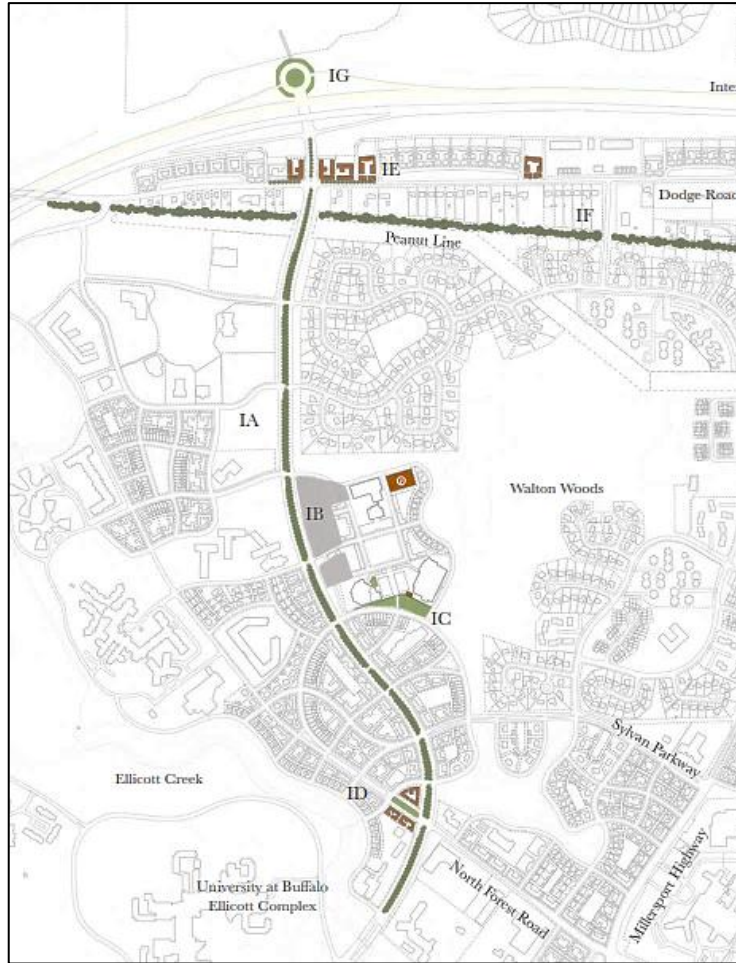 IG
Inter
IE
Dodge Road
IF
Peanut Line
IA
Walton Woods
IB
IC
Sylvan Parkway
Ellicott Creek
ID
University at Buffalo
Ellicott Complex
North Forest Road
Millersport Highway